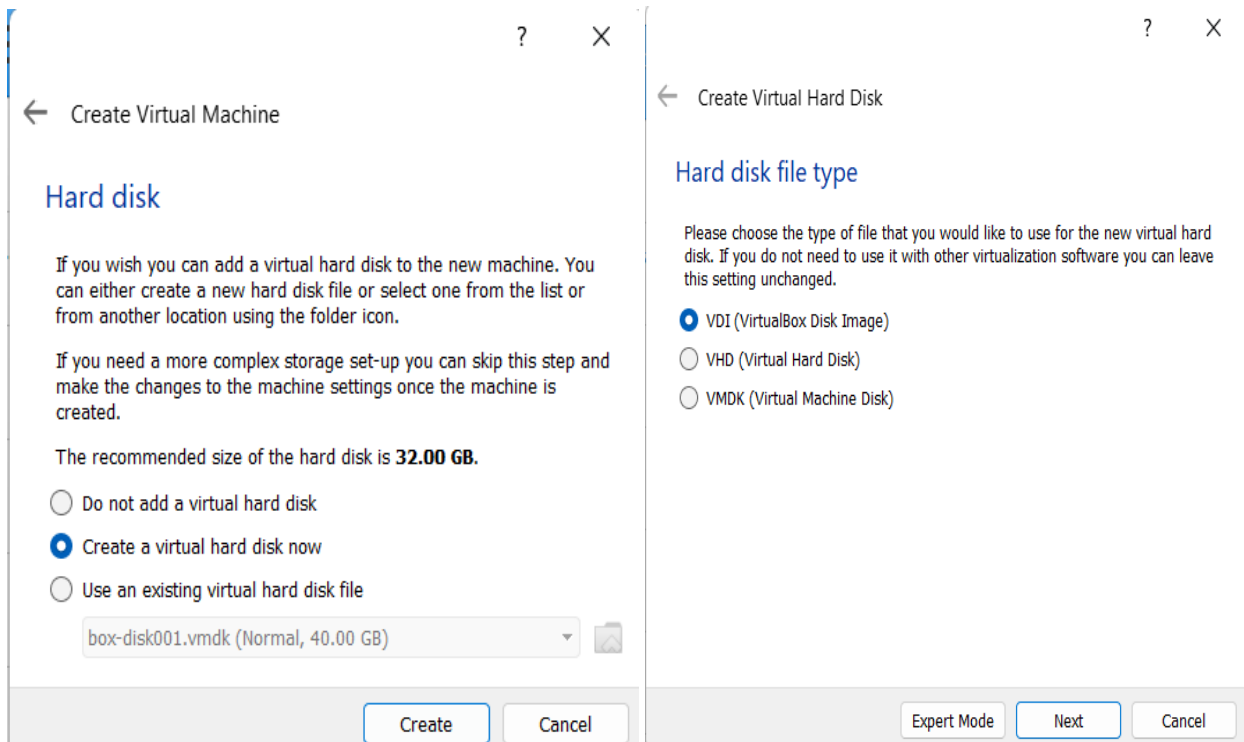 ?
Create Virtual Machine
Hard disk
If you wish you can add a virtual hard disk to the new machine. You
can either create a new hard disk file or select one from the list or
from another location using the folder icon.
If you need a more complex storage set-up you can skip this step and
make the changes to the machine settings once the machine is
created.
The recommended size of the hard disk is 32.00 GB.
Do not add a virtual hard disk
Create a virtual hard disk now
Use an existing virtual hard disk file
box-disk001.vmdk (Normal, 40.00 GB)
Create
Cancel
?
Create Virtual Hard Disk
Hard disk file type
Please choose the type of file that you would like to use for the new virtual hard
disk. If you do not need to use it with other virtualization software you can leave
this setting unchanged.
VDI (VirtualBox Disk Image)
VHD (Virtual Hard Disk)
VMDK (Virtual Machine Disk)
Expert Mode
Next
Cancel